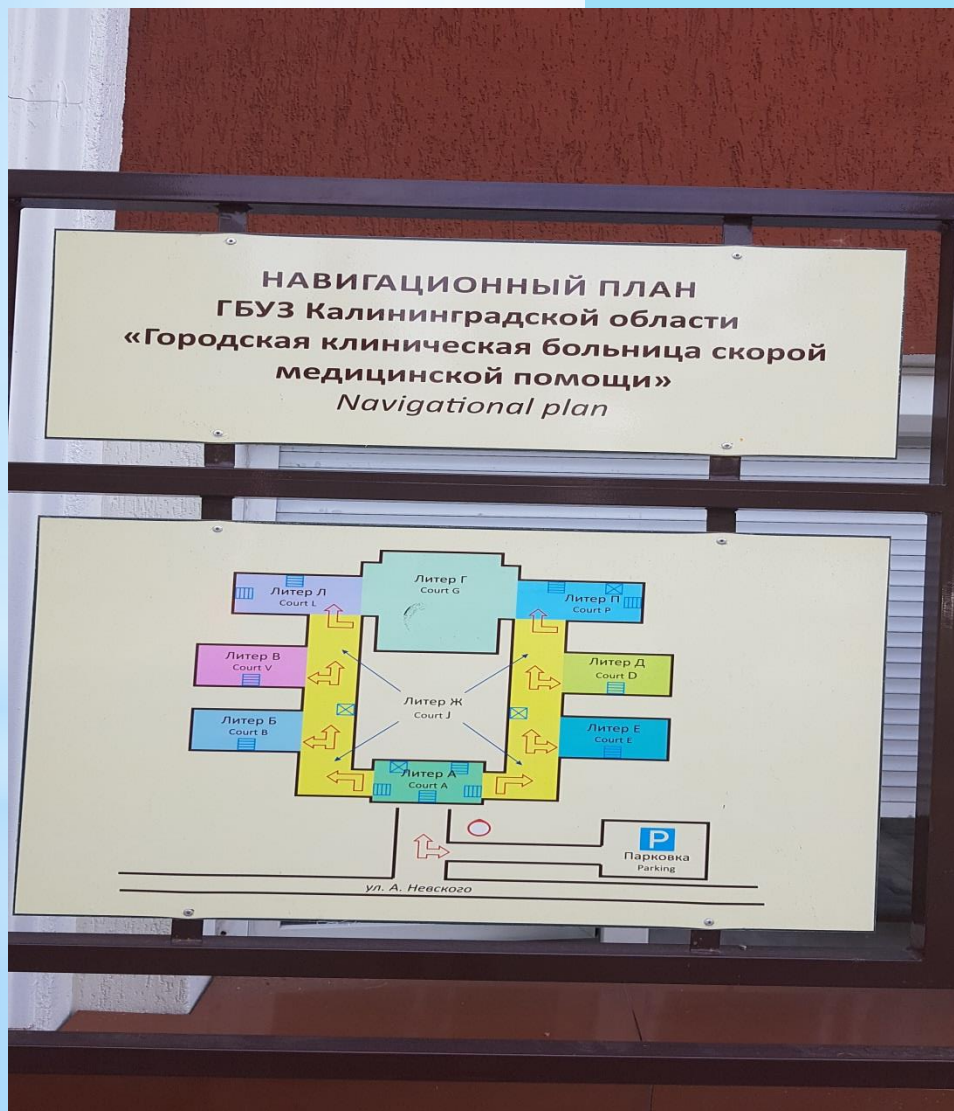 НАВИГАЦИОННЫЙ ПЛАН
ГБУЗ Калининградской области
«Городская клиническая больница скорой
медицинской помощи»
Navigational plan
Литер Г
Court G
Литер Л
Court L
Литер П
Court P
Литер В
Court V
Литер Д
Court D
Литер Ж
Court J
Литер Б
Court B
Литер Е
Court E
Литер А
Court A
P
Парковка
Parking
ул. А. Невского